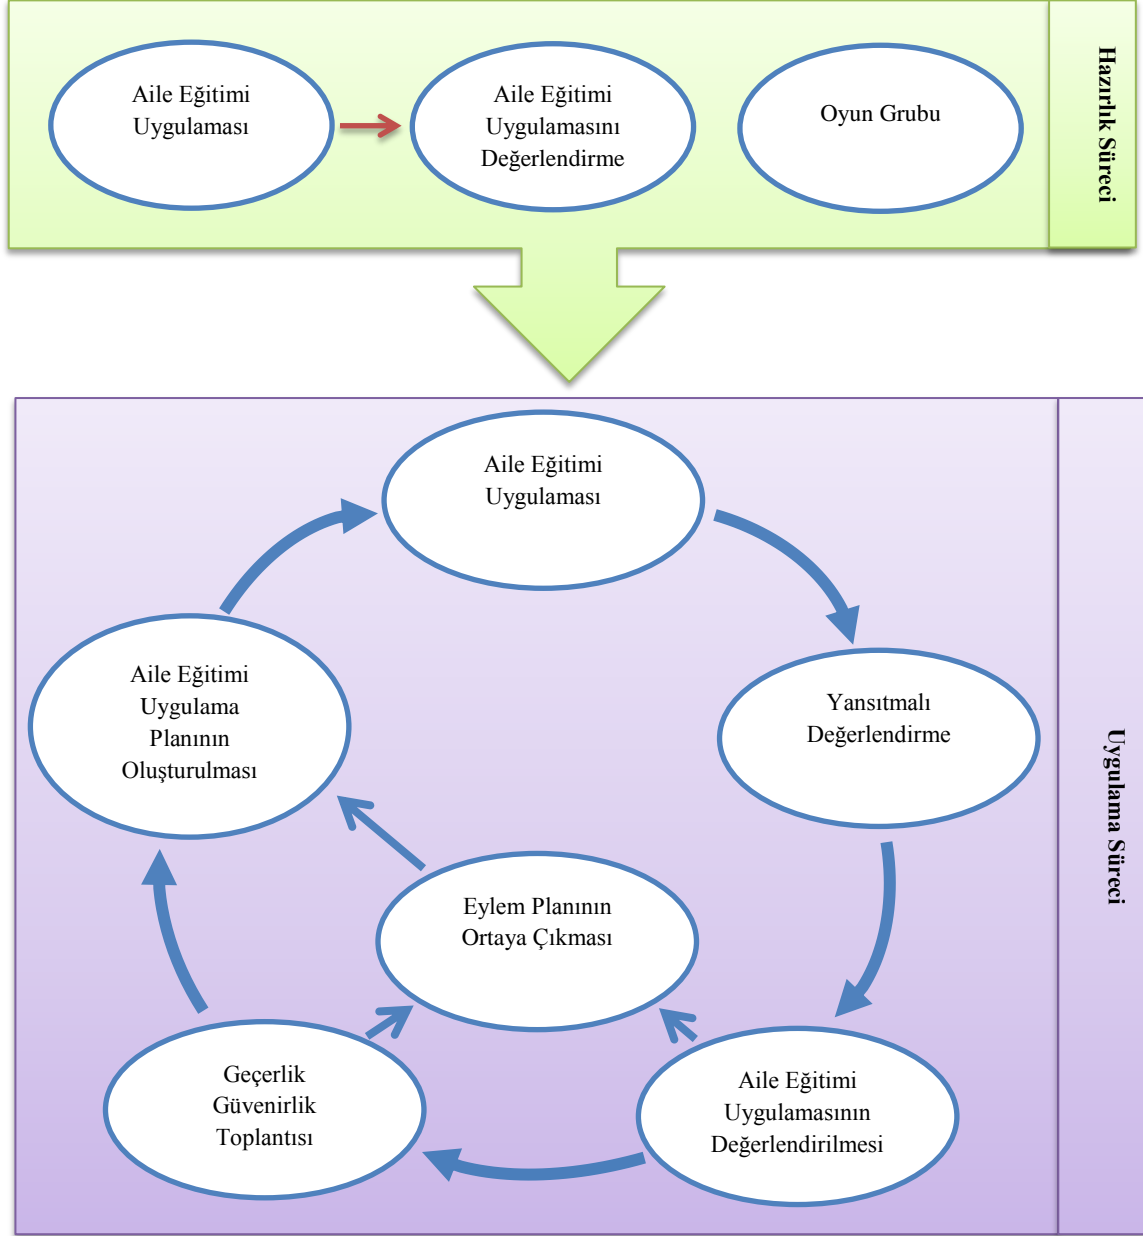 Aile Eğitimi
Uygulaması
Aile Eğitimi
Uygulamasını
Değerlendirme
Oyun Grubu
Hazırlık Süreci
Aile Eğitimi
Uygulaması
Yansıtmalı
Değerlendirme
Aile Eğitimi
Uygulama
Planının
Oluşturulması
Eylem Planının
Ortaya Çıkması
Geçerlik
Güvenirlik
Toplantısı
Aile Eğitimi
Uygulamasının
Değerlendirilmesi
Uygulama Süreci